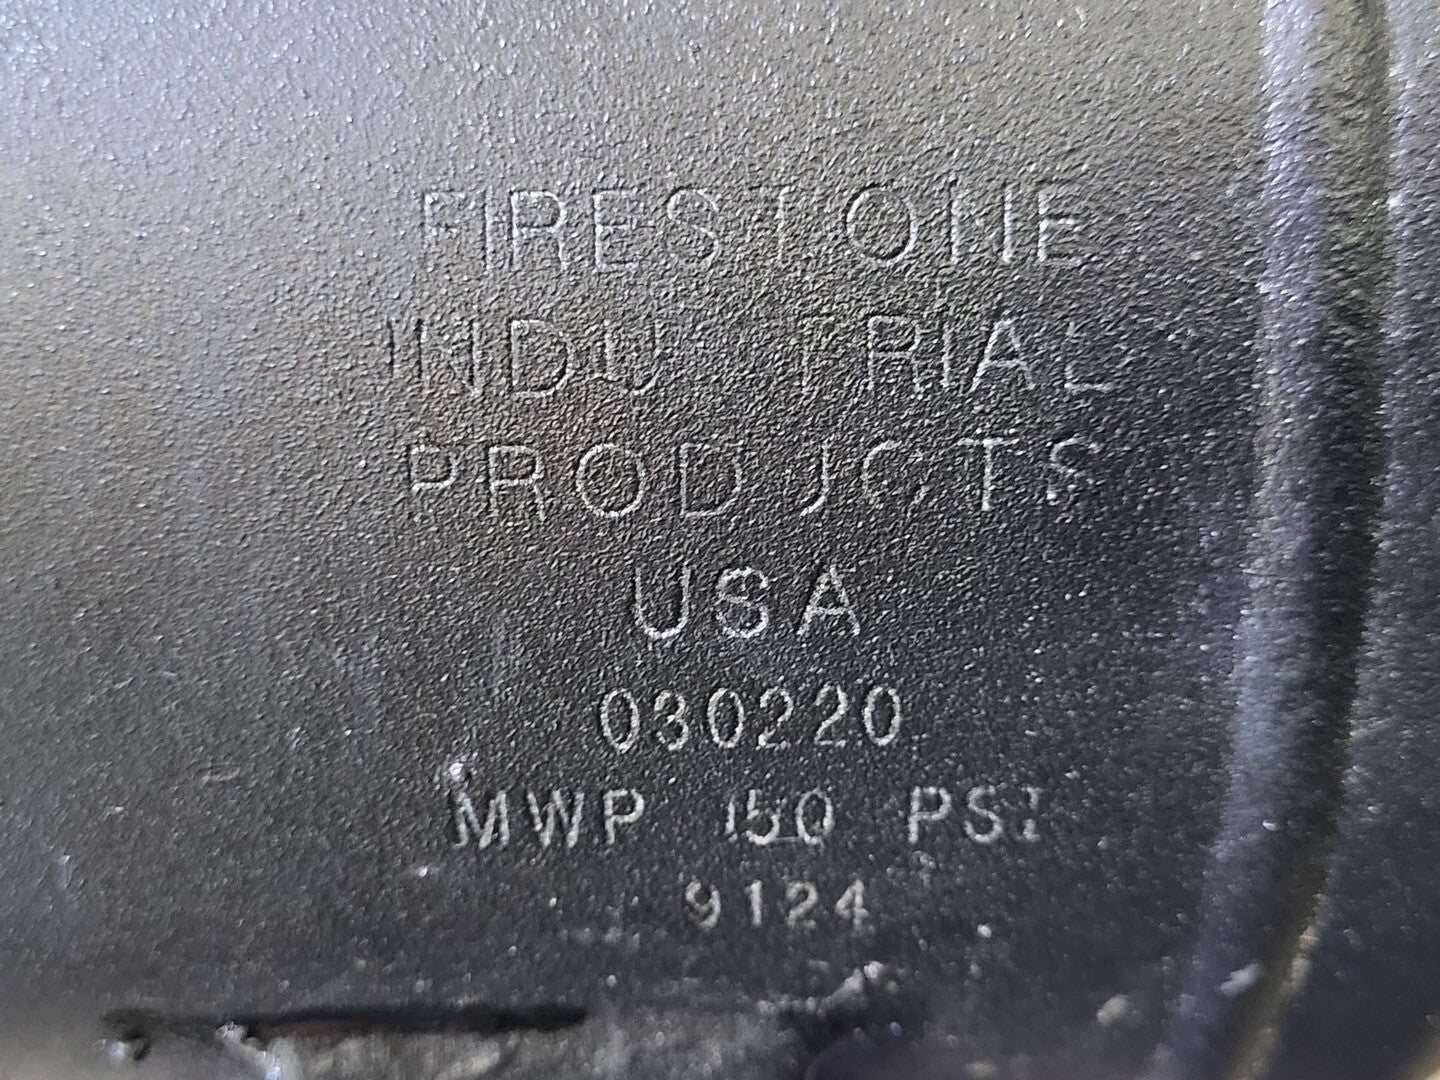 FIRESTONE
INDUSTRIAL
PRODUCTS
USA
030220
MWP 150 PSI
9124